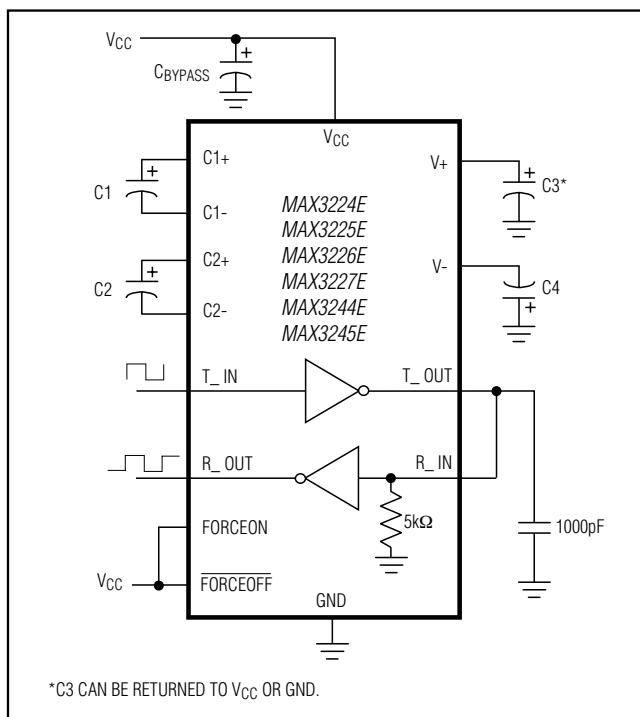 VCC
CBYPASS
+
VCC
C1+
C1
+
C1-
C2+
C2
+
C2-
MAX3224E
MAX3225E
MAX3226E
MAX3227E
MAX3244E
MAX3245E
V+
+
C3*
V-
C4
+
T_ IN
T_ OUT
R_ OUT
R_ IN
5kΩ
1000pF
FORCEON
VCC
FORCEOFF
GND
*C3 CAN BE RETURNED TO VCC OR GND.